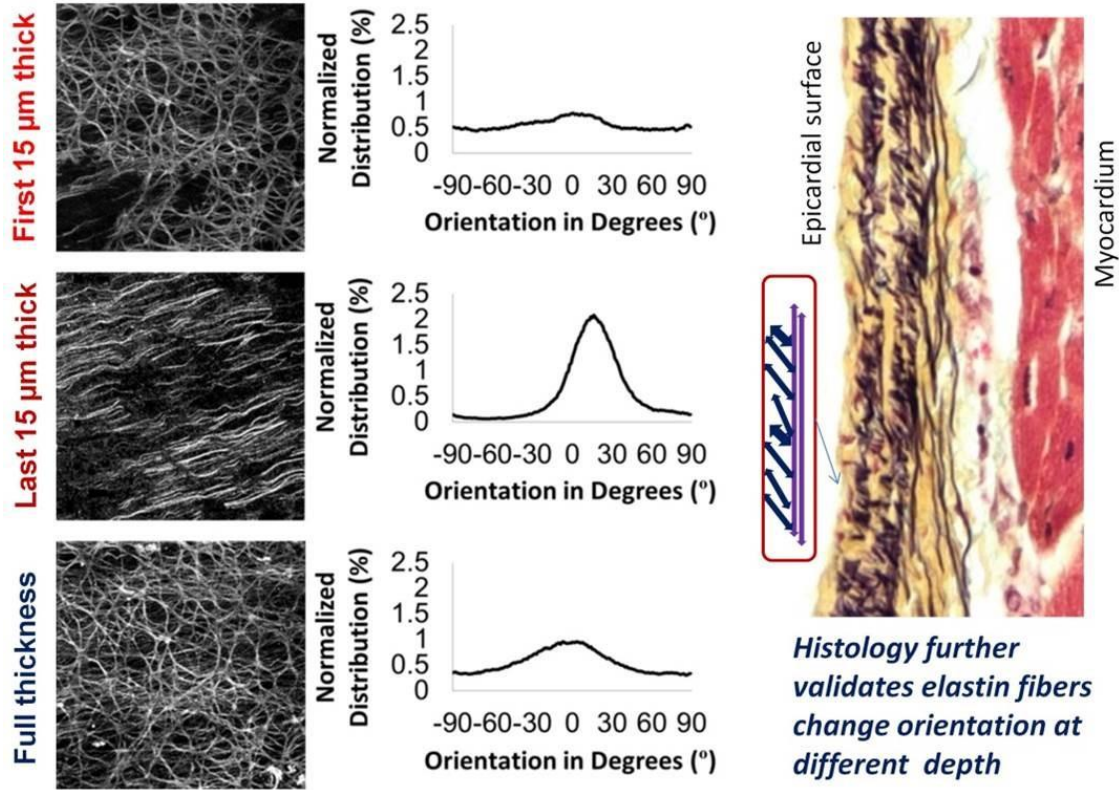 First 15 µm thick
Normalized
Distribution (%)
2.5
2
1.5
1
0.5
0
-90-60-30 0 30 60 90
Orientation in Degrees (º)
Last 15 µm thick
Normalized
Distribution (%)
2.5
2
1.5
1
0.5
0
-90-60-30 0 30 60 90
Orientation in Degrees (º)
Full thickness
Normalized
Distribution (%)
2.5
2
1.5
1
0.5
0
-90-60-30 0 30 60 90
Orientation in Degrees (º)
Epicardial surface
Myocardium
Histology further
validates elastin fibers
change orientation at
different depth